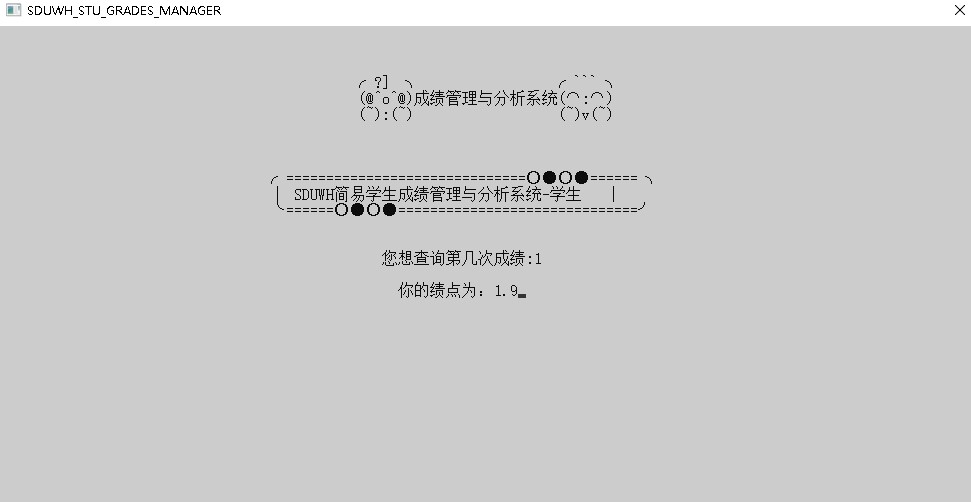 SDUWH_STU_GRADES_MANAGER
╭ ?] ╮ ╭ ``` ╮
(@^o^@)成绩管理与分析系统(⌒:⌒)
(~):(~) (~)v(~)
╭ ==============================○●○●====== ╮
│ SDUWH简易学生成绩管理与分析系统-学生 │
╰======○●○●==============================╯
您想查询第几次成绩:1
你的绩点为：1.9